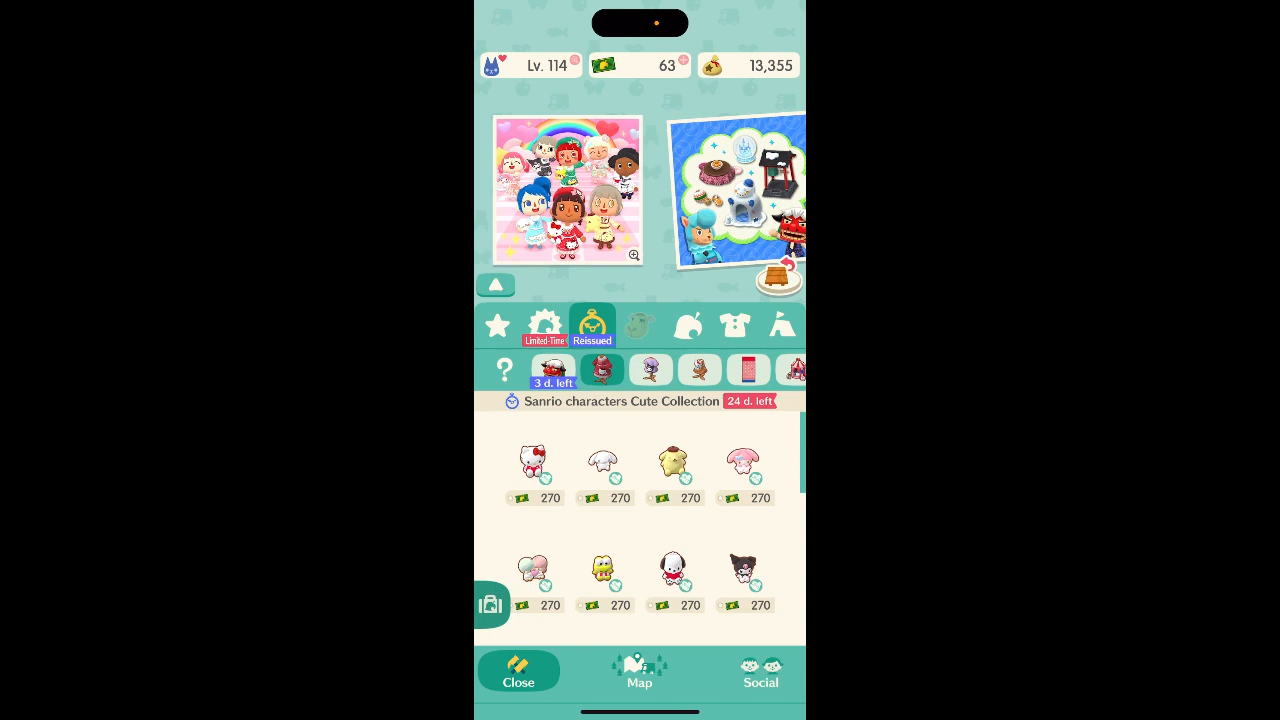 Lv. 114
63
13,355
Limited-Time
Reissued
?
3 d. left
Sanrio characters Cute Collection
24 d. left
270
270
270
270
270
270
270
270
Close
Map
Social